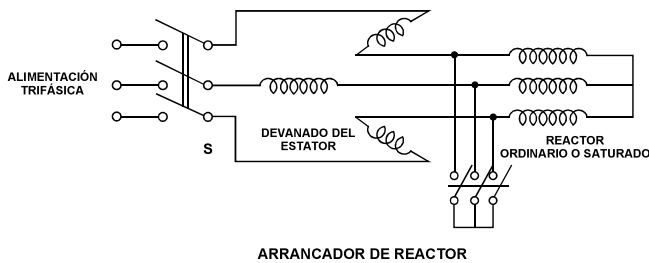 ALIMENTACIÓN
TRIFÁSICA
S
DEVANADO DEL
ESTATOR
REACTOR
ORDINARIO O SATURADO
ARRANCADOR DE REACTOR